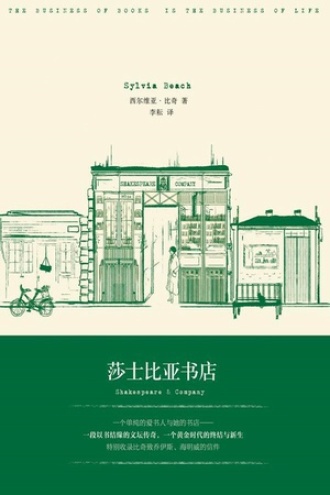 THE BUSINESS OF BOOKS IS THE BUSINESS OF LIFE
Sylvia Beach
西尔维亚·比奇 著
李耘 译
SHAKESPEARE COMPANY
莎士比亚书店
Shakespeare & Company
一个单纯的爱书人与她的书店——
一段以书结缘的文坛传奇，一个黄金时代的终结与新生
特别收录比奇致乔伊斯、海明威的信件